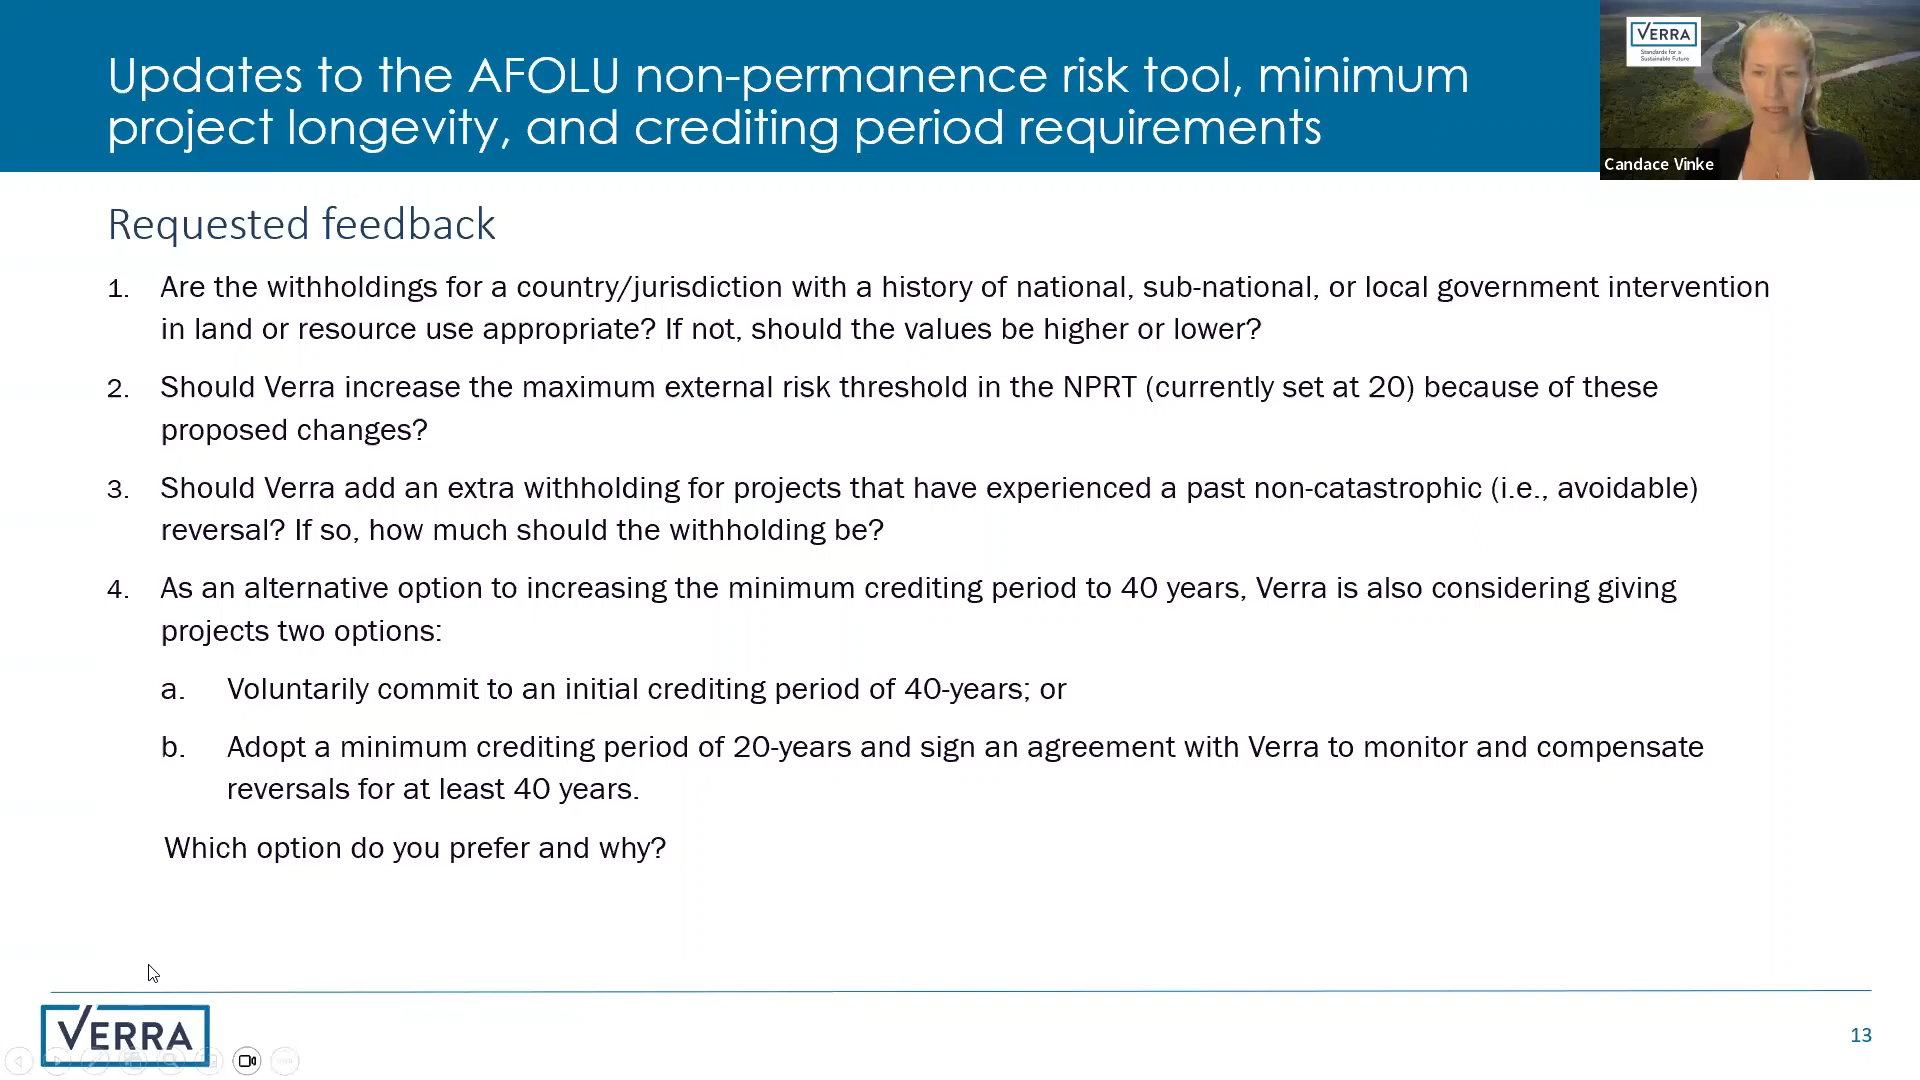 Updates to the AFOLU non-permanence risk tool, minimum
project longevity, and crediting period requirements
VERRA
Standards for a
Sustainable Future
Candace Vinke
Requested feedback
1. Are the withholdings for a country/jurisdiction with a history of national, sub-national, or local government intervention
in land or resource use appropriate? If not, should the values be higher or lower?
2. Should Verra increase the maximum external risk threshold in the NPRT (currently set at 20) because of these
proposed changes?
3. Should Verra add an extra withholding for projects that have experienced a past non-catastrophic (i.e., avoidable)
reversal? If so, how much should the withholding be?
4. As an alternative option to increasing the minimum crediting period to 40 years, Verra is also considering giving
projects two options:
a. Voluntarily commit to an initial crediting period of 40-years; or
b. Adopt a minimum crediting period of 20-years and sign an agreement with Verra to monitor and compensate
reversals for at least 40 years.
Which option do you prefer and why?
VERRA
13